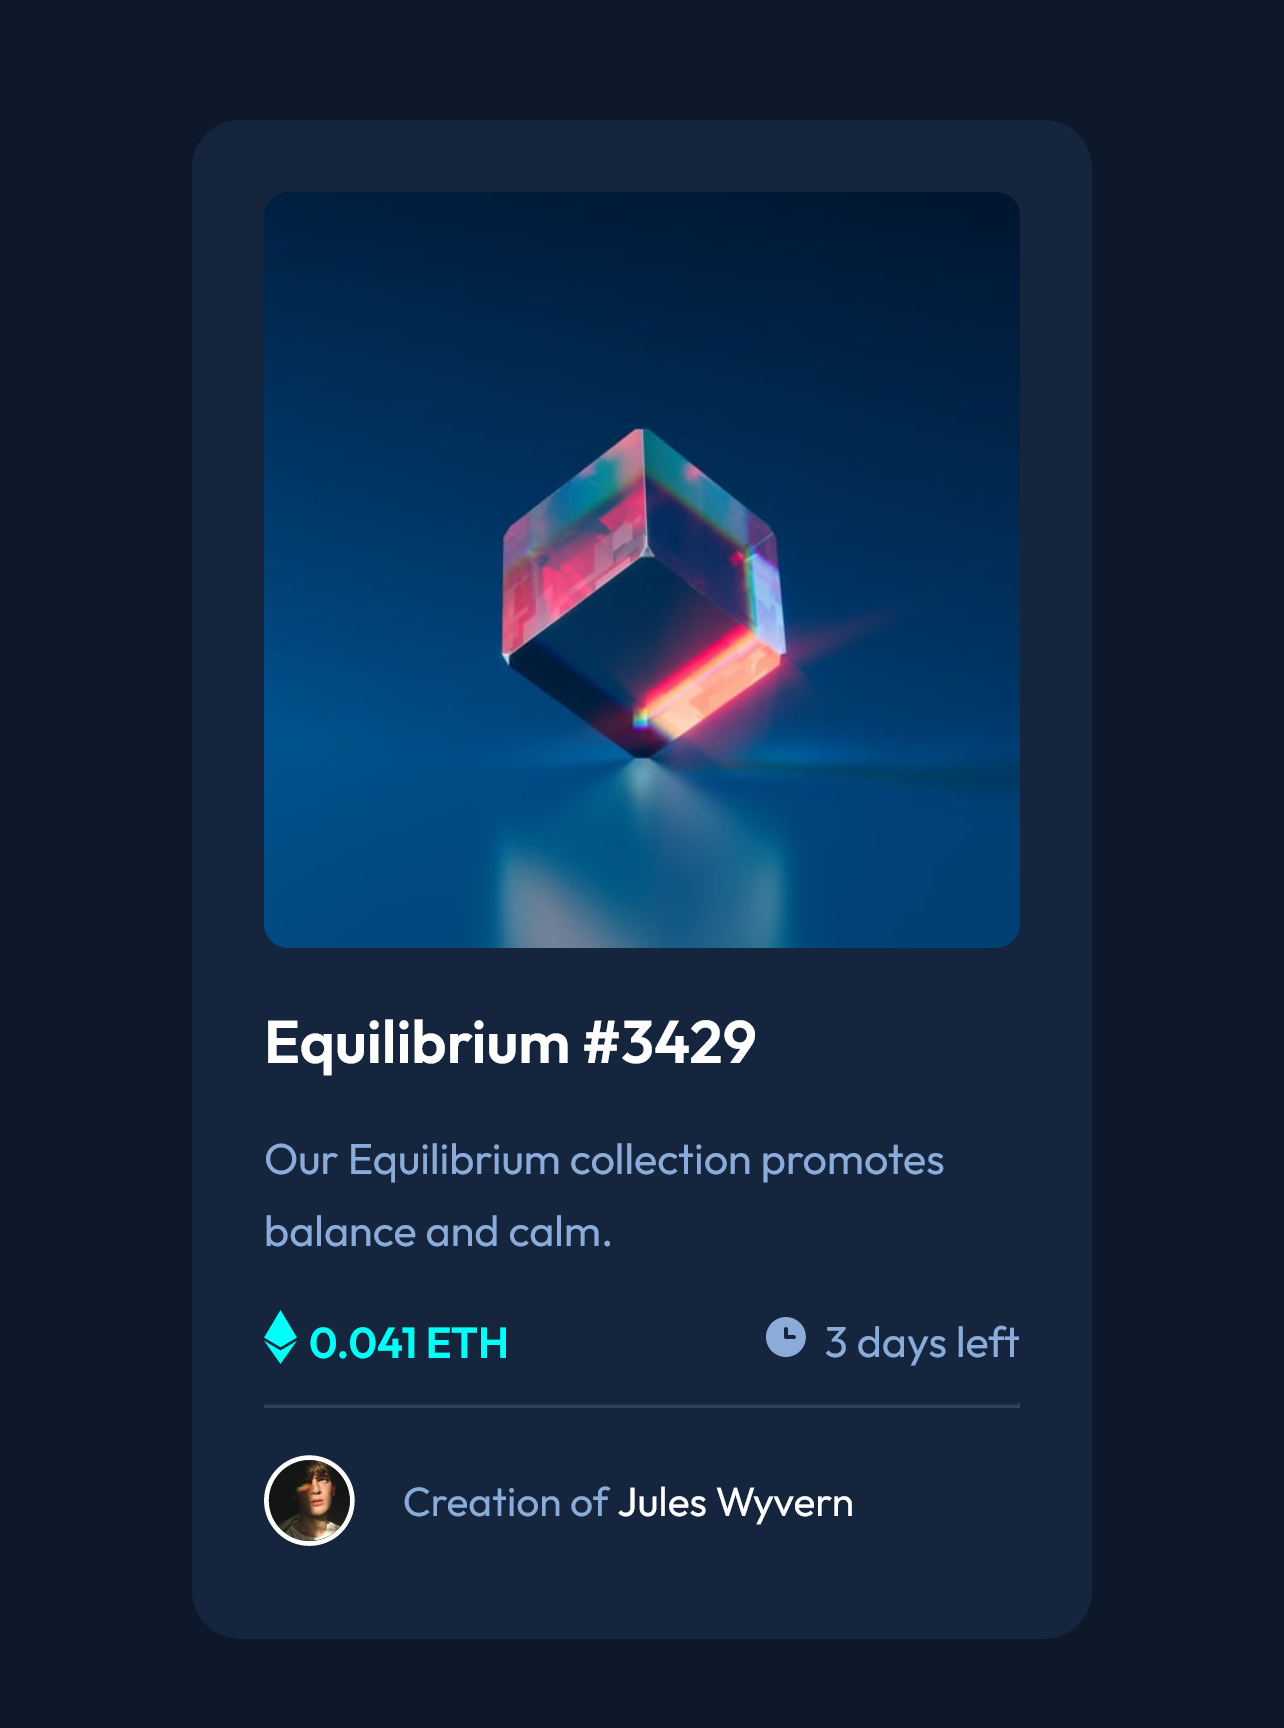 Equilibrium #3429
Our Equilibrium collection promotes
balance and calm.
0.041 ETH
3 days left
Creation of Jules Wyvern